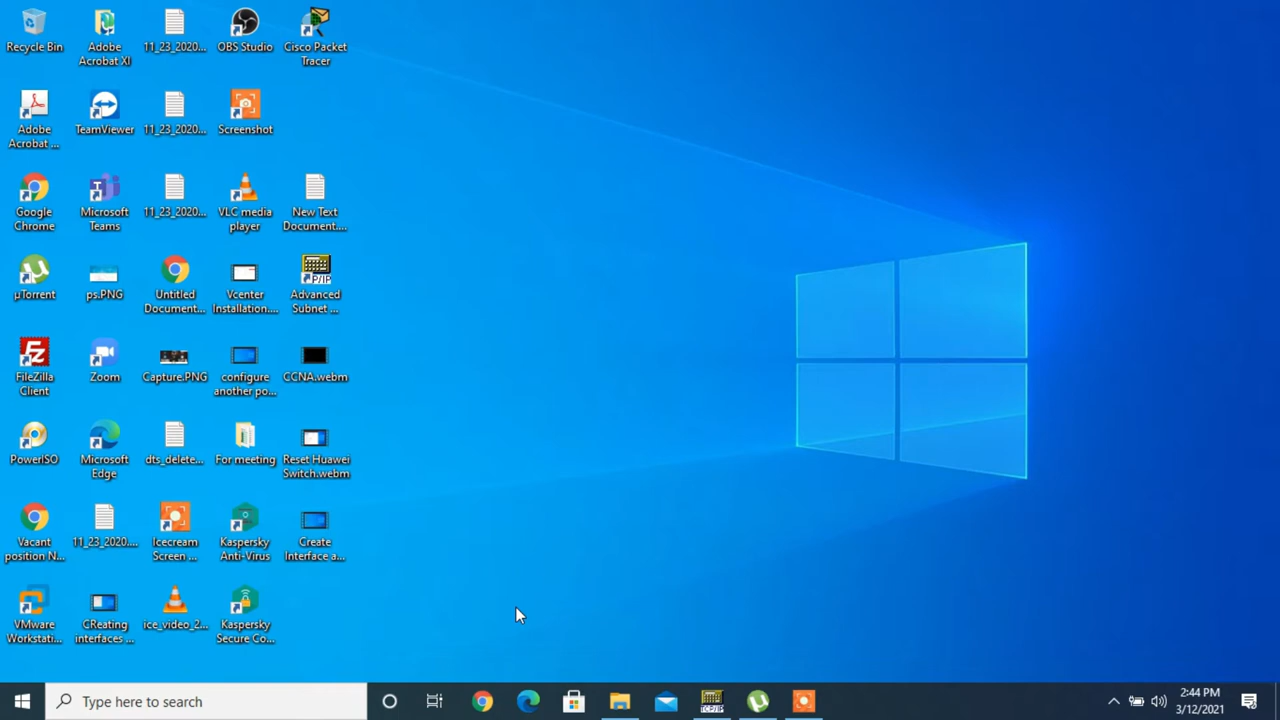 Recycle Bin
Adobe
Acrobat XI
11_23_2020...
OBS Studio
Cisco Packet
Tracer
Adobe
Acrobat ...
TeamViewer
11_23_2020...
Screenshot
Google
Chrome
Microsoft
Teams
11_23_2020...
VLC media
player
New Text
Document....
µTorrent
ps.PNG
Untitled
Document...
Vcenter
Installation....
P/IP
Advanced
Subnet ...
FileZilla
Client
Zoom
Capture.PNG
configure
another po...
CCNA.webm
PowerISO
Microsoft
Edge
dts_delete...
For meeting
Reset Huawei
Switch.webm
Vacant
position N...
11_23_2020....
Icecream
Screen ...
Kaspersky
Anti-Virus
Create
Interface a...
VMware
Workstati...
CReating
interfaces ...
ice_video_2...
Kaspersky
Secure Co...
Type here to search
TCP/IP
2:44 PM
3/12/2021